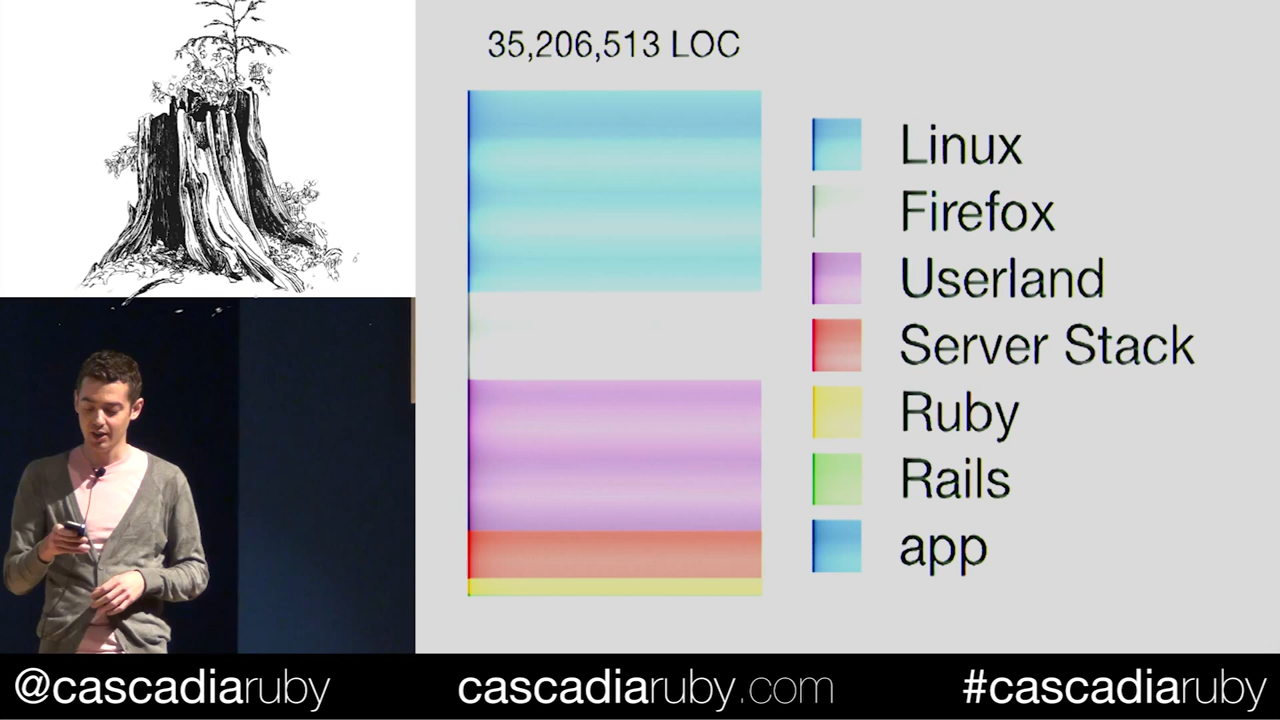 35,206,513 LOC
Linux
Firefox
Userland
Server Stack
Ruby
Rails
app
@cascadiaruby
cascadiaruby.com
#cascadiaruby